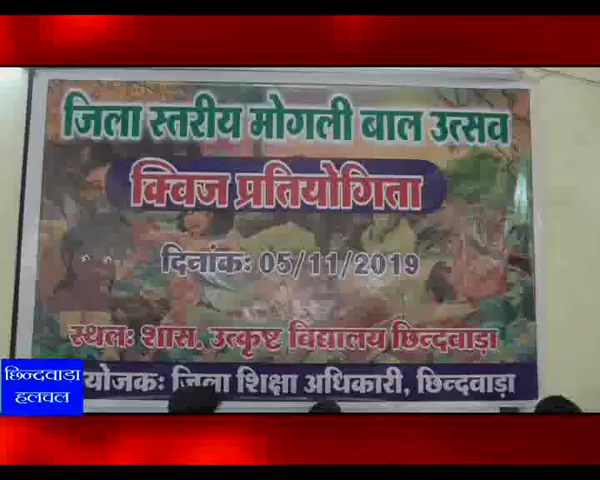 जिला स्तरीय मोगली बाल उत्सव
क्विज प्रतियोगिता
दिनांक: 05/11/2019
स्थल: शास. उत्कृष्ट विद्यालय छिन्दवाड़ा
योजक: जिला शिक्षा अधिकारी, छिन्दवाड़ा
छिन्दवाड़ा
हलचल